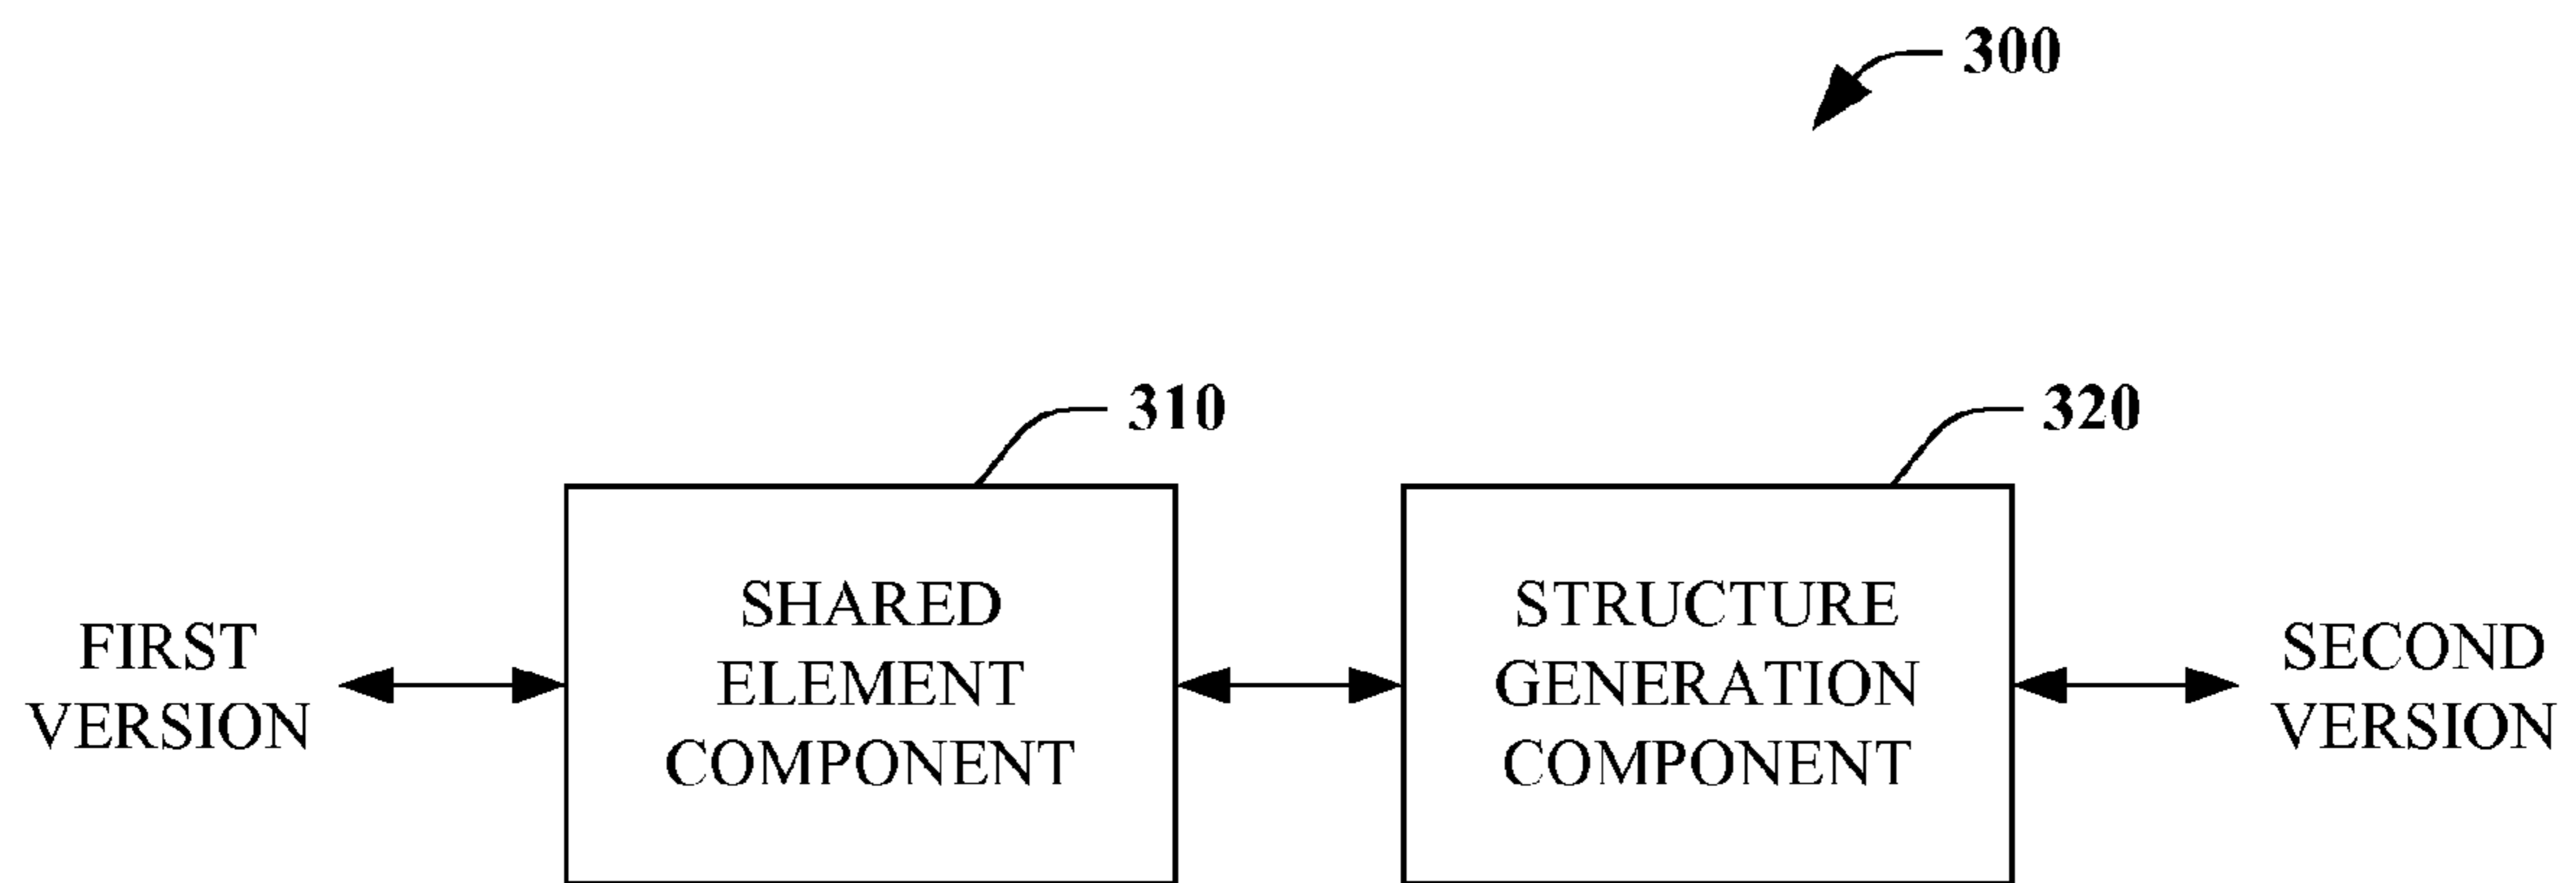 300
310
320
FIRST
VERSION
SHARED
ELEMENT
COMPONENT
STRUCTURE
GENERATION
COMPONENT
SECOND
VERSION